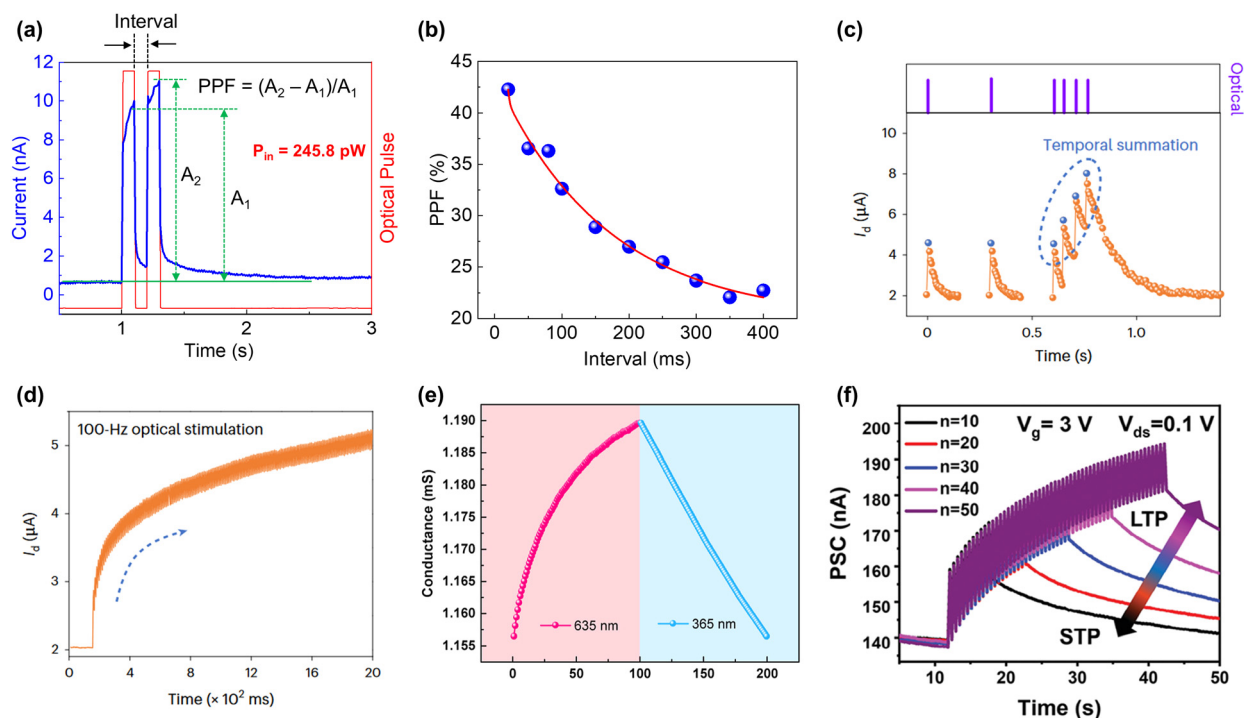 (a)
Interval
PPF = (A2 – A1)/A1
Pin = 245.8 pW
A2
A1
Current (nA)
Optical Pulse
12
10
8
6
4
2
0
1
2
3
Time (s)
(b)
PPF (%)
45
40
35
30
25
20
0
100
200
300
400
Interval (ms)
(c)
Optical
Temporal summation
Id (μA)
10
8
6
4
2
0
0.5
1.0
Time (s)
(d)
100-Hz optical stimulation
Id (μA)
5
4
3
2
0
4
8
12
16
20
Time (× 10² ms)
(e)
Conductance (mS)
1.190
1.185
1.180
1.175
1.170
1.165
1.160
1.155
635 nm
365 nm
0
50
100
150
200
(f)
n=10
n=20
n=30
n=40
n=50
Vg= 3 V
Vds=0.1 V
LTP
STP
PSC (nA)
200
190
180
170
160
150
140
10
20
30
40
50
Time (s)